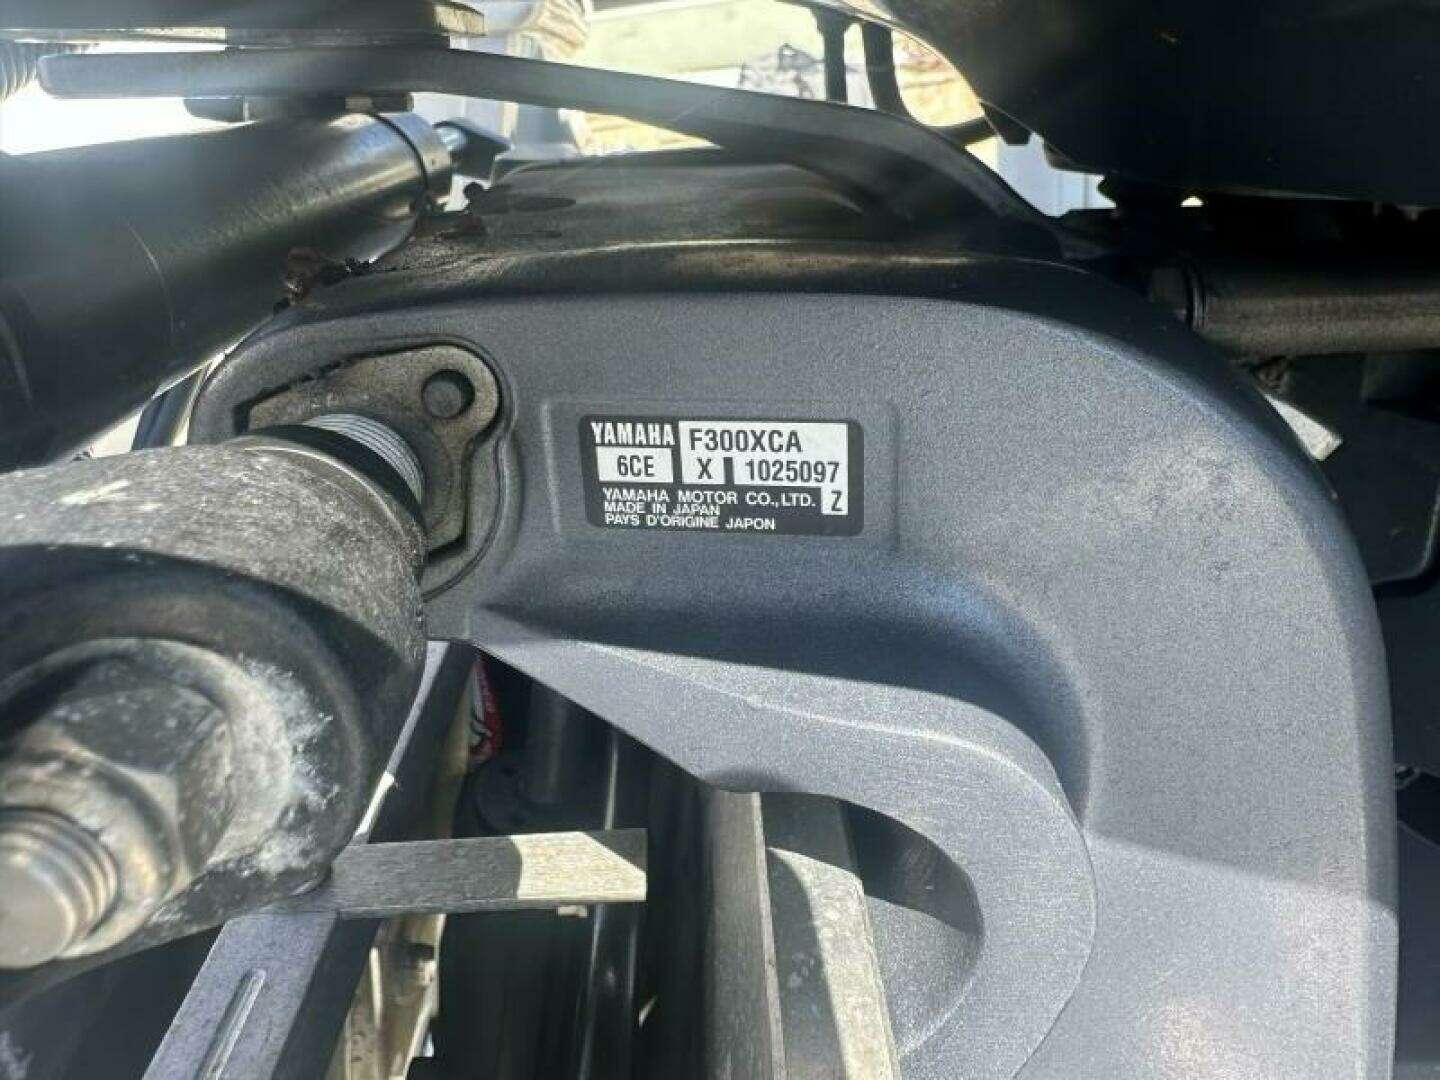 YAMAHA F300XCA
6CE X 1025097
YAMAHA MOTOR CO.,LTD. Z
MADE IN JAPAN
PAYS D'ORIGINE JAPON